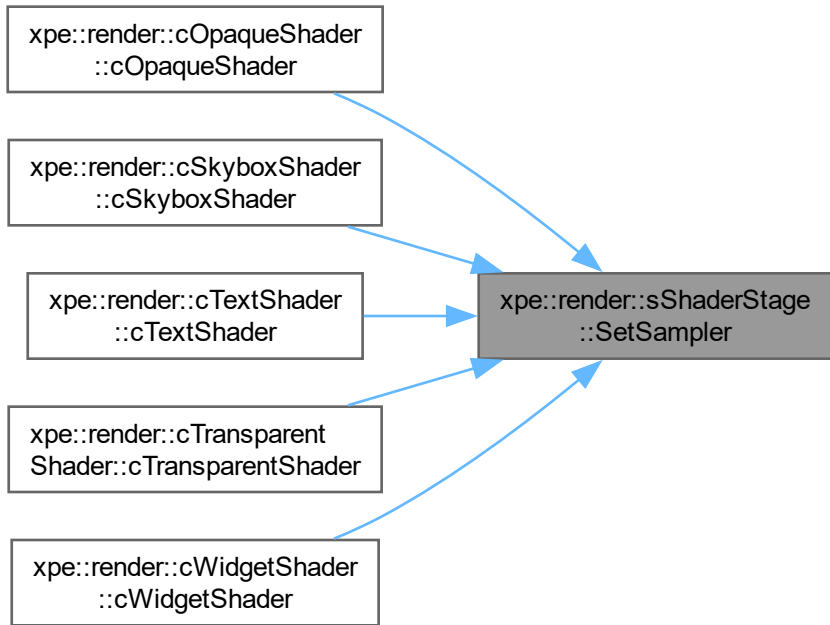 xpe::render::cOpaqueShader
::cOpaqueShader
xpe::render::cSkyboxShader
::cSkyboxShader
xpe::render::cTextShader
::cTextShader
xpe::render::sShaderStage
::SetSampler
xpe::render::cTransparent
Shader::cTransparentShader
xpe::render::cWidgetShader
::cWidgetShader